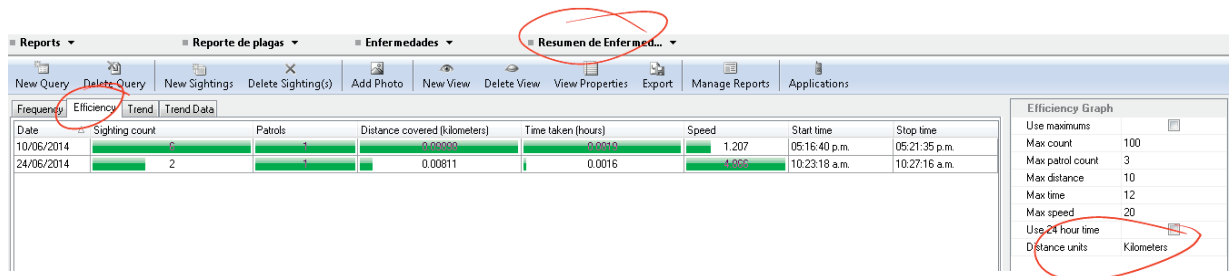 Reports Reporte de plagas Enfermedades Resumen de Enfermed...
New Query Delete Query New Sightings Delete Sighting(s) Add Photo New View Delete View View Properties Export Manage Reports Applications
Frequency Efficiency Trend Trend Data
Efficiency Graph
Date Sighting count Patrols Distance covered (kilometers) Time taken (hours) Speed Start time Stop time
10/06/2014 6 1 1.207 05:16:40 p.m. 05:21:35 p.m.
24/06/2014 2 1 0.00811 0.0016 10:23:18 a.m. 10:27:16 a.m.
Use maximums
Max count 100
Max patrol count 3
Max distance 10
Max time 12
Max speed 20
Use 24 hour time
Distance units Kilometers